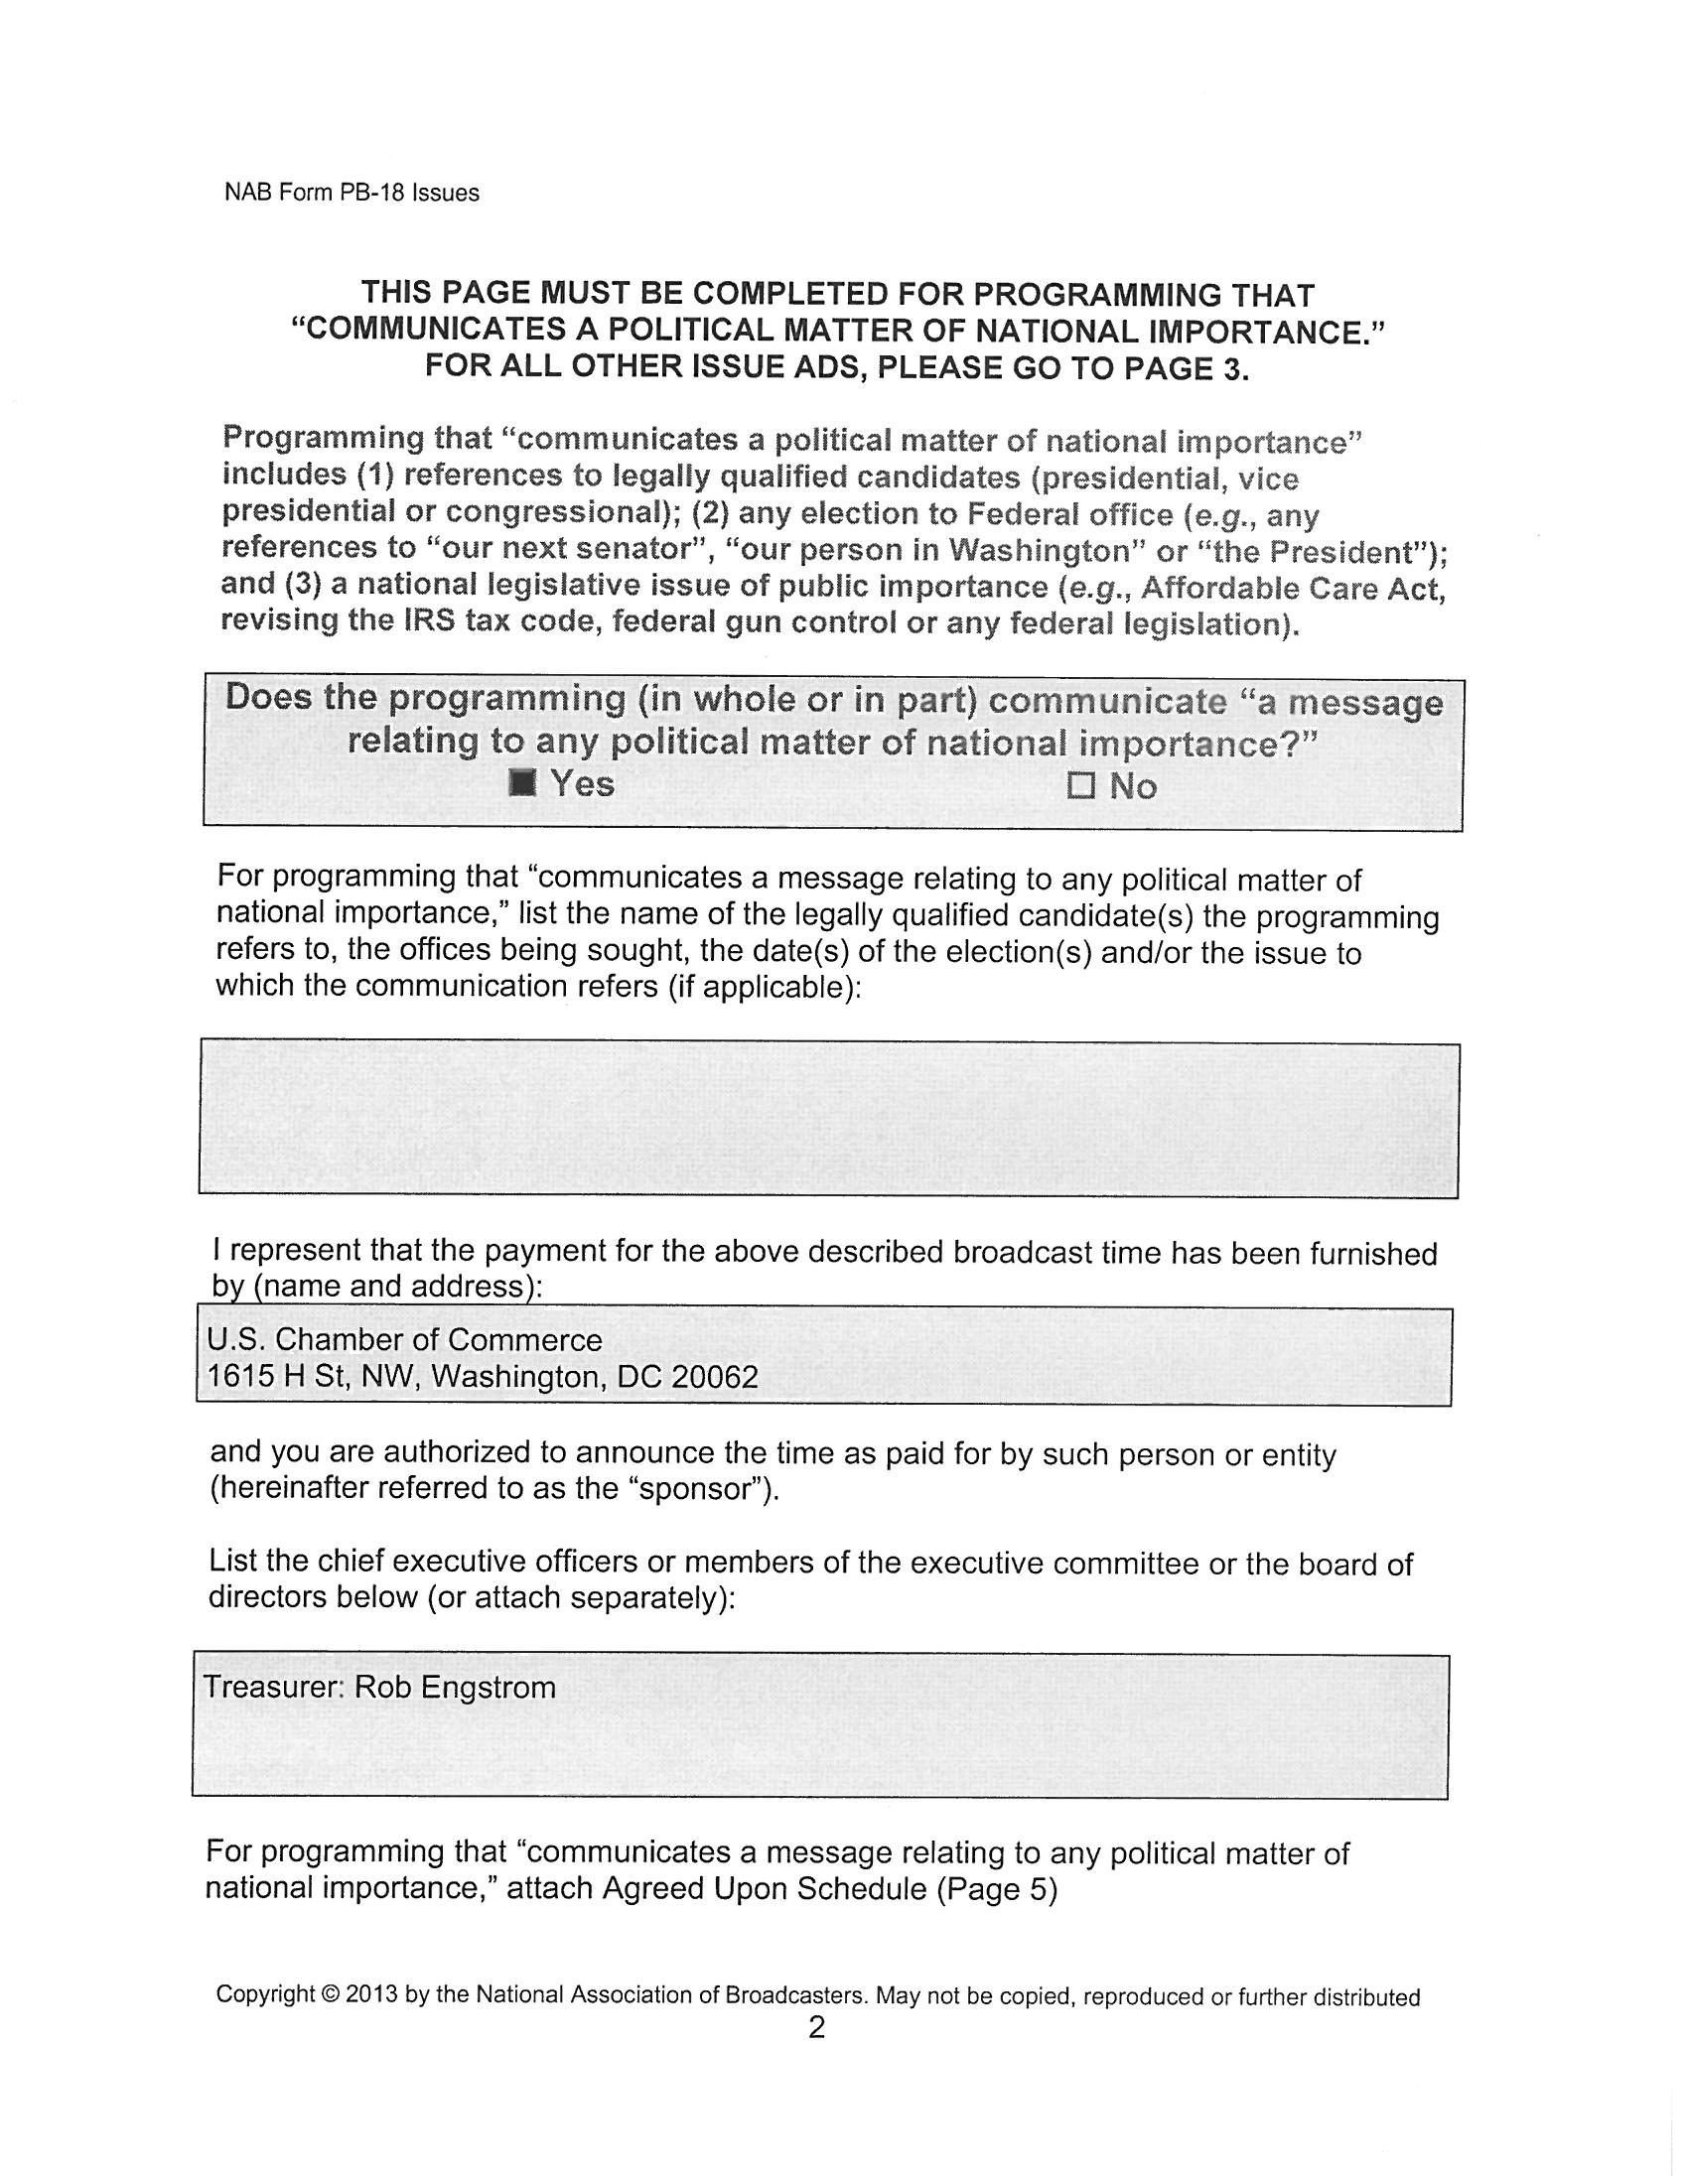 NAB Form PB-18 Issues
THIS PAGE MUST BE COMPLETED FOR PROGRAMMING THAT
“COMMUNICATES A POLITICAL MATTER OF NATIONAL IMPORTANCE.”
FOR ALL OTHER ISSUE ADS, PLEASE GO TO PAGE 3.
Programming that “communicates a political matter of national importance”
includes (1) references to legally qualified candidates (presidential, vice
presidential or congressional); (2) any election to Federal office (e.g., any
references to “our next senator”, “our person in Washington” or “the President”);
and (3) a national legislative issue of public importance (e.g., Affordable Care Act,
revising the IRS tax code, federal gun control or any federal legislation).
Does the programming (in whole or in part) communicate “a message
relating to any political matter of national importance?”
■ Yes ☐ No
For programming that “communicates a message relating to any political matter of
national importance,” list the name of the legally qualified candidate(s) the programming
refers to, the offices being sought, the date(s) of the election(s) and/or the issue to
which the communication refers (if applicable):
I represent that the payment for the above described broadcast time has been furnished
by (name and address):
U.S. Chamber of Commerce
1615 H St, NW, Washington, DC 20062
and you are authorized to announce the time as paid for by such person or entity
(hereinafter referred to as the “sponsor”).
List the chief executive officers or members of the executive committee or the board of
directors below (or attach separately):
Treasurer: Rob Engstrom
For programming that “communicates a message relating to any political matter of
national importance,” attach Agreed Upon Schedule (Page 5)
Copyright © 2013 by the National Association of Broadcasters. May not be copied, reproduced or further distributed
2